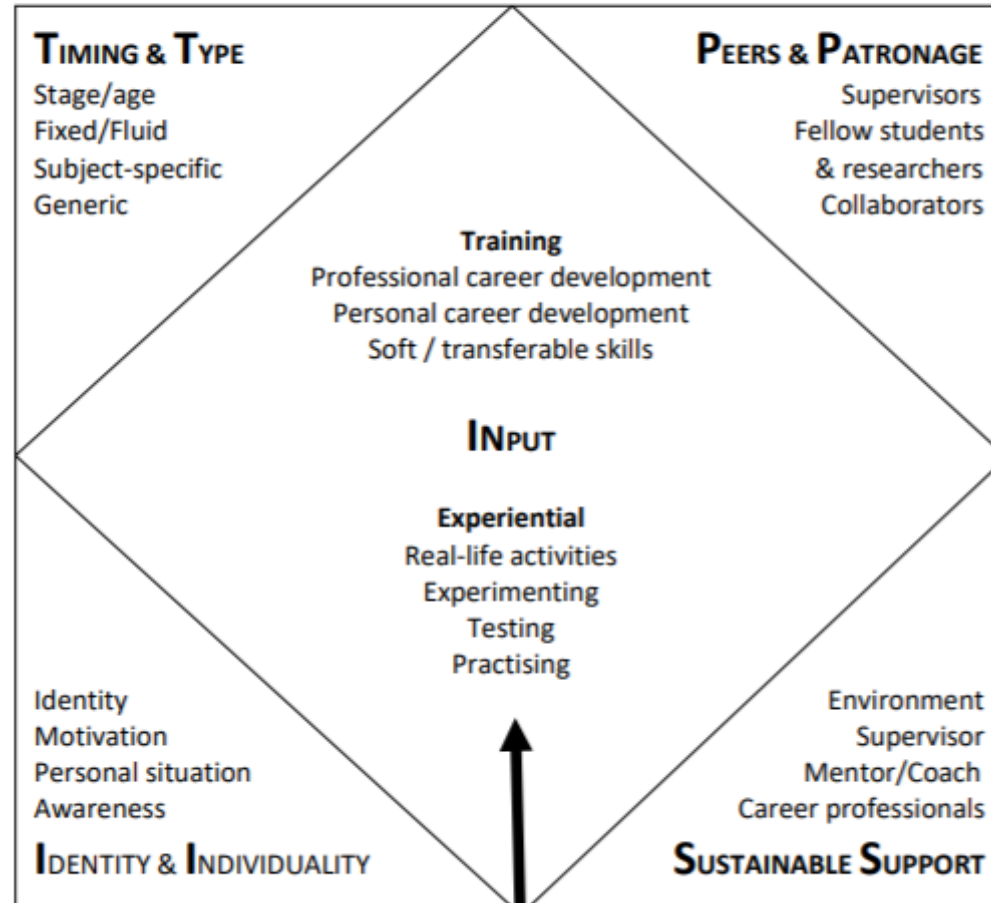 TIMING & TYPE
Stage/age
Fixed/Fluid
Subject-specific
Generic
PEERS & PATRONAGE
Supervisors
Fellow students
& researchers
Collaborators
Training
Professional career development
Personal career development
Soft / transferable skills
INPUT
Experiential
Real-life activities
Experimenting
Testing
Practising
Identity
Motivation
Personal situation
Awareness
IDENTITY & INDIVIDUALITY
Environment
Supervisor
Mentor/Coach
Career professionals
SUSTAINABLE SUPPORT